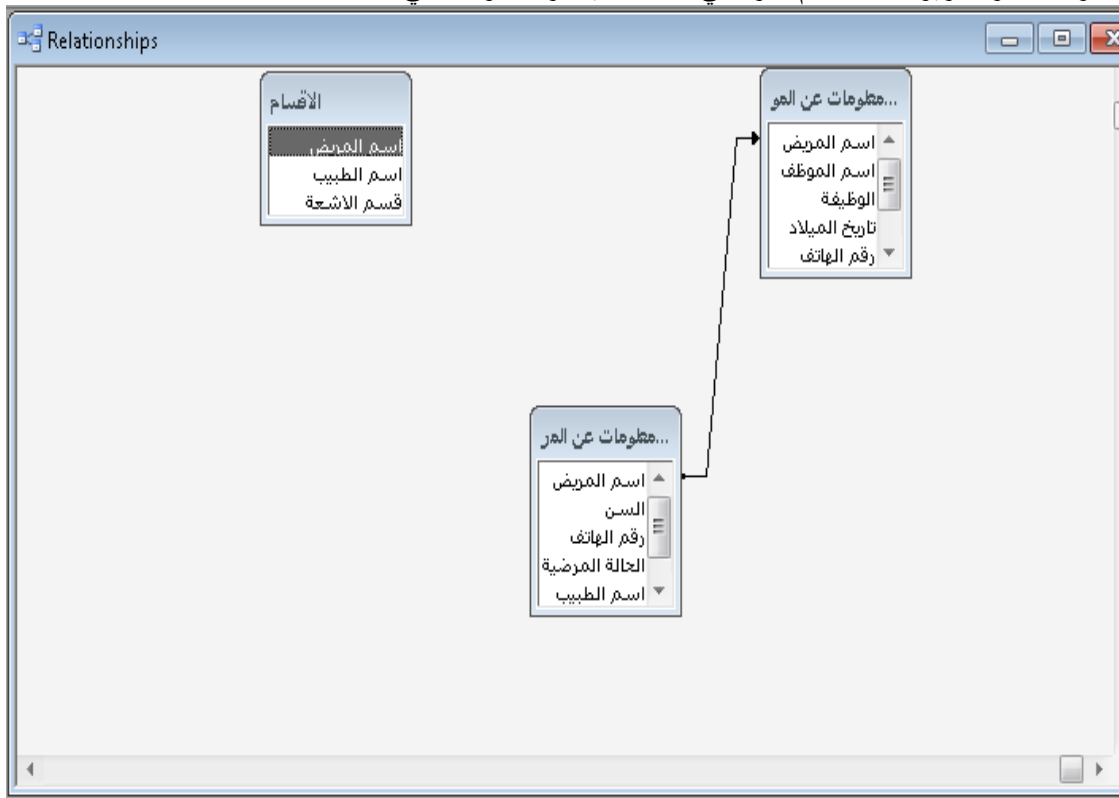 Relationships
الاقسام
اسم المريض
اسم الطبيب
قسم الاشعة
معلومات عن المو...
اسم المريض
اسم الموظف
الوظيفة
تاريخ الميلاد
رقم الهاتف
معلومات عن المر...
اسم المريض
السن
رقم الهاتف
الحالة المرضية
اسم الطبيب